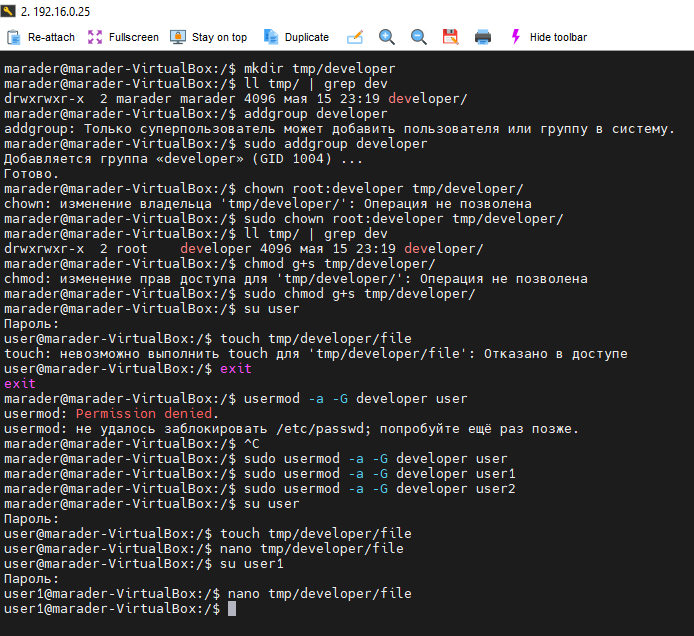 2. 192.16.0.25
Re-attach Fullscreen Stay on top Duplicate Hide toolbar
marader@marader-VirtualBox:/$ mkdir tmp/developer
marader@marader-VirtualBox:/$ ll tmp/ | grep dev
drwxrwxr-x  2 marader marader 4096 мая 15 23:19 developer/
marader@marader-VirtualBox:/$ addgroup developer
addgroup: Только суперпользователь может добавить пользователя или группу в систему.
marader@marader-VirtualBox:/$ sudo addgroup developer
Добавляется группа «developer» (GID 1004) ...
Готово.
marader@marader-VirtualBox:/$ chown root:developer tmp/developer/
chown: изменение владельца 'tmp/developer/': Операция не позволена
marader@marader-VirtualBox:/$ sudo chown root:developer tmp/developer/
marader@marader-VirtualBox:/$ ll tmp/ | grep dev
drwxrwxr-x  2 root    developer 4096 мая 15 23:19 developer/
marader@marader-VirtualBox:/$ chmod g+s tmp/developer/
chmod: изменение прав доступа для 'tmp/developer/': Операция не позволена
marader@marader-VirtualBox:/$ sudo chmod g+s tmp/developer/
marader@marader-VirtualBox:/$ su user
Пароль:
user@marader-VirtualBox:/$ touch tmp/developer/file
touch: невозможно выполнить touch для 'tmp/developer/file': Отказано в доступе
user@marader-VirtualBox:/$ exit
exit
marader@marader-VirtualBox:/$ usermod -a -G developer user
usermod: Permission denied.
usermod: не удалось заблокировать /etc/passwd; попробуйте ещё раз позже.
marader@marader-VirtualBox:/$ ^C
marader@marader-VirtualBox:/$ sudo usermod -a -G developer user
marader@marader-VirtualBox:/$ sudo usermod -a -G developer user1
marader@marader-VirtualBox:/$ sudo usermod -a -G developer user2
marader@marader-VirtualBox:/$ su user
Пароль:
user@marader-VirtualBox:/$ touch tmp/developer/file
user@marader-VirtualBox:/$ nano tmp/developer/file
user@marader-VirtualBox:/$ su user1
Пароль:
user1@marader-VirtualBox:/$ nano tmp/developer/file
user1@marader-VirtualBox:/$